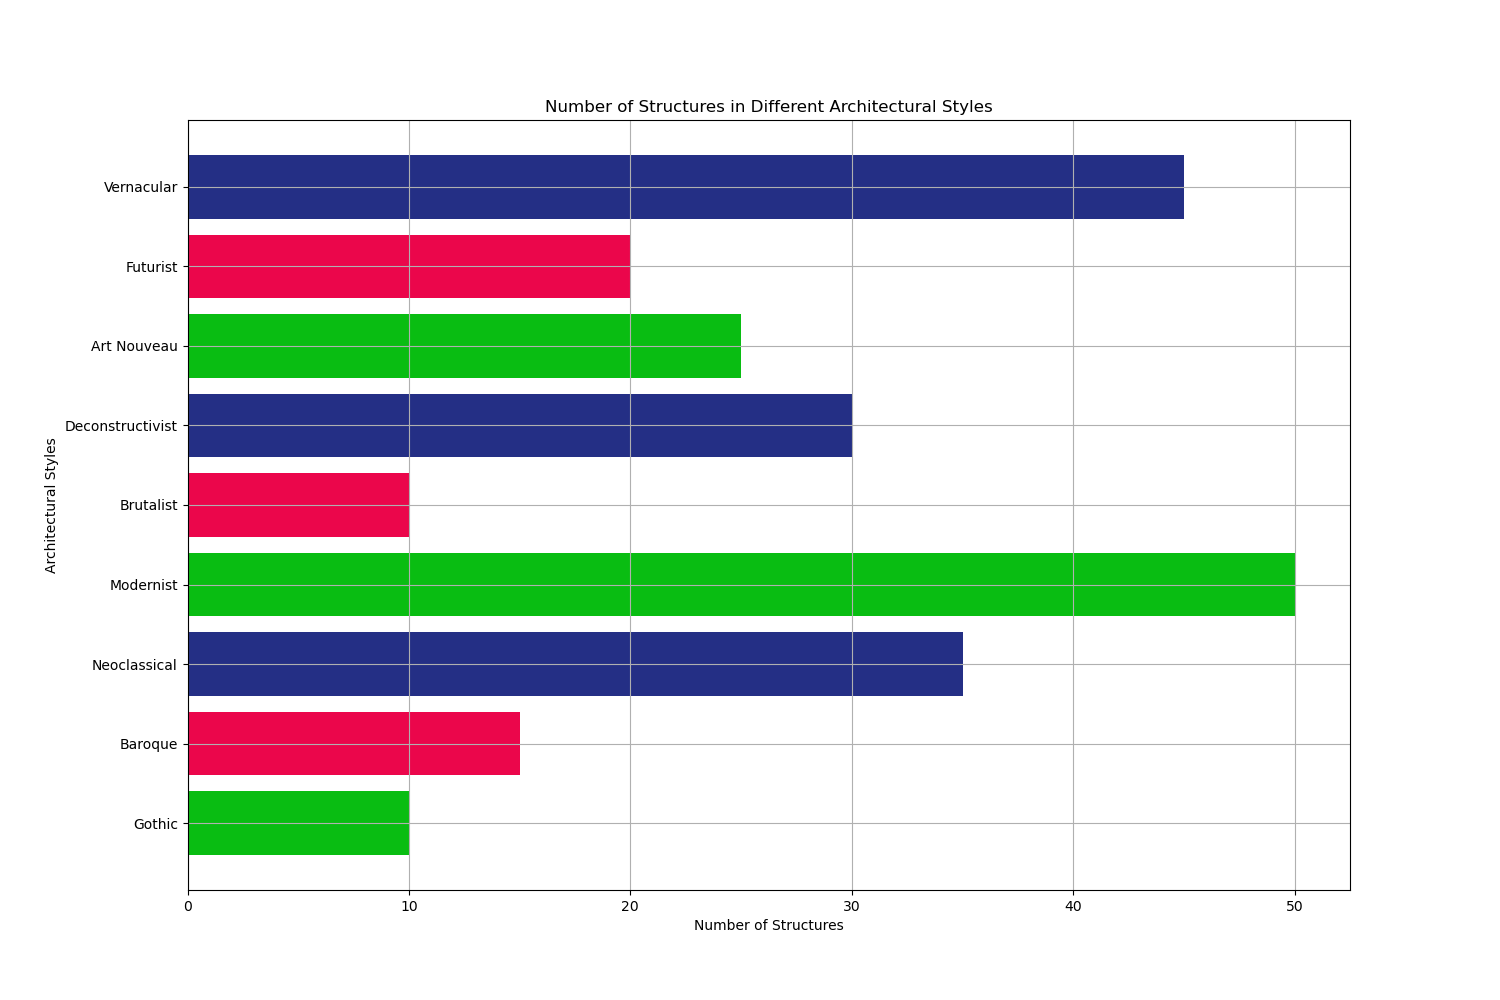 Number of Structures in Different Architectural Styles
Vernacular
Futurist
Art Nouveau
Deconstructivist
Brutalist
Modernist
Neoclassical
Baroque
Gothic
Architectural Styles
0 10 20 30 40 50
Number of Structures